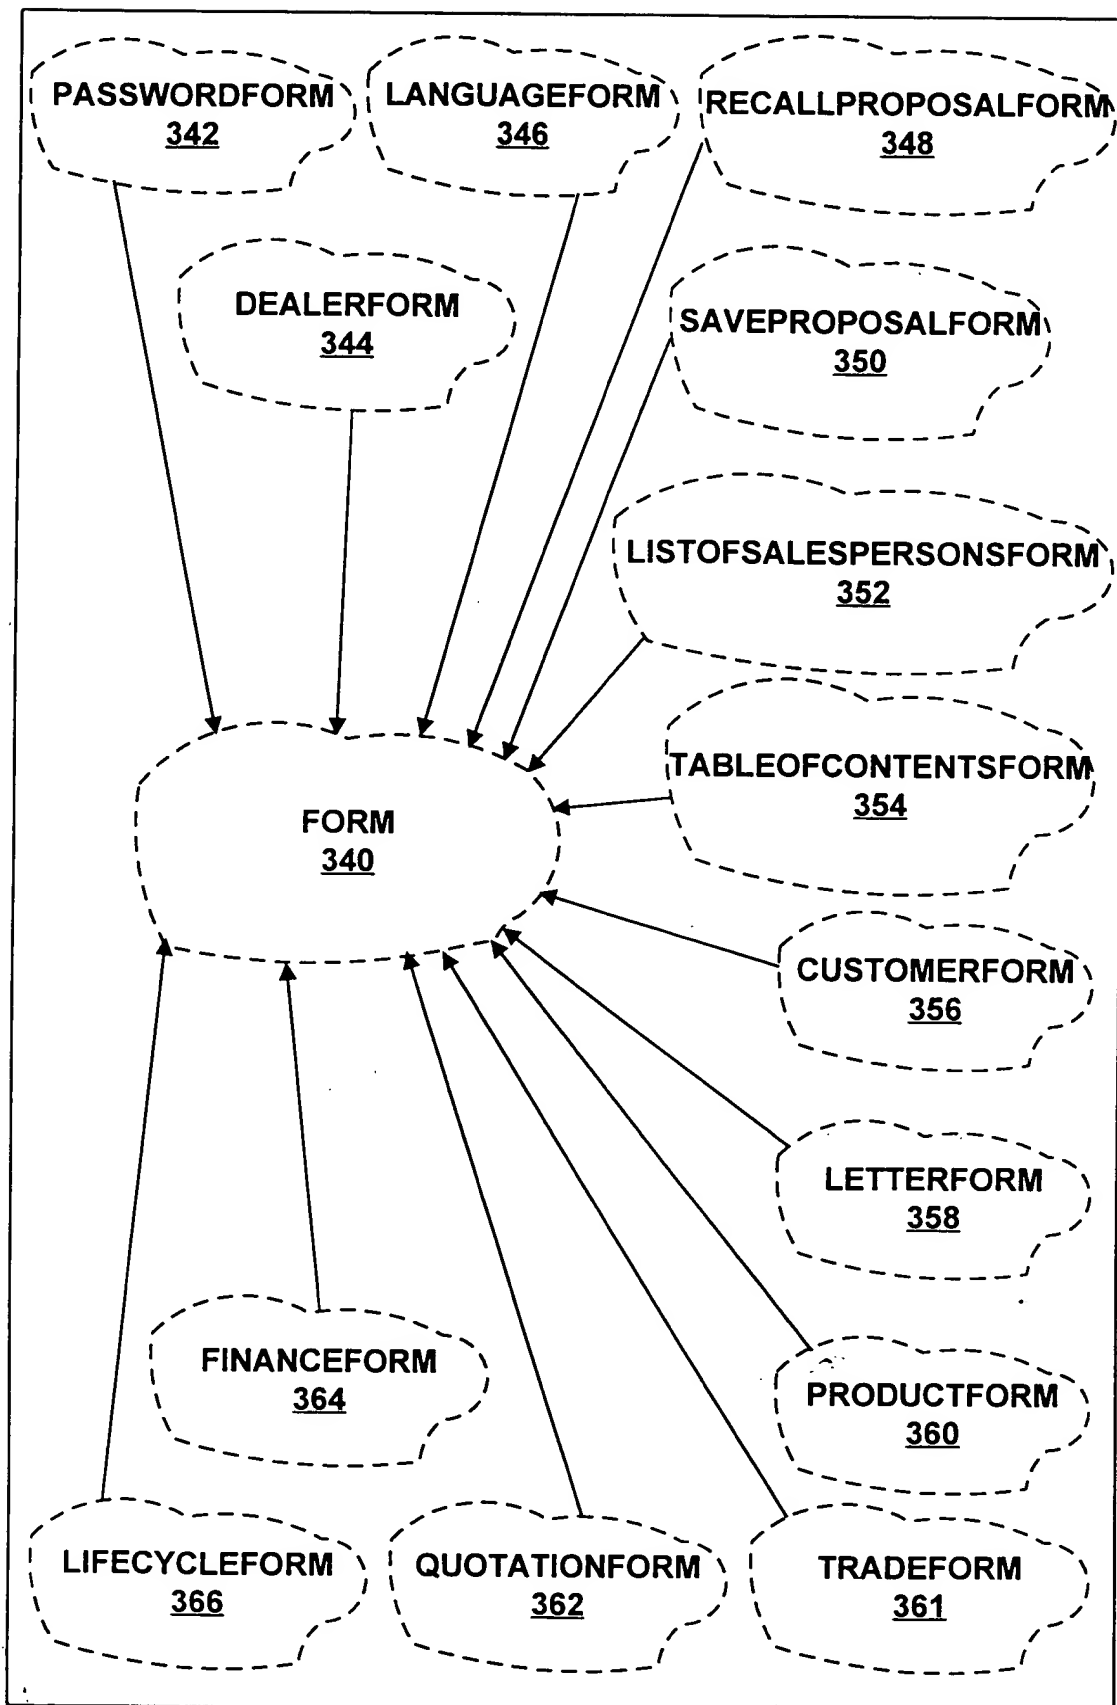 PASSWORDFORM
342
LANGUAGEFORM
346
RECALLPROPOSALFORM
348
DEALERFORM
344
SAVEPROPOSALFORM
350
LISTOFSALESPERSONSFORM
352
TABLEOFCONTENTSFORM
354
FORM
340
CUSTOMERFORM
356
LETTERFORM
358
FINANCEFORM
364
PRODUCTFORM
360
LIFECYCLEFORM
366
QUOTATIONFORM
362
TRADEFORM
361